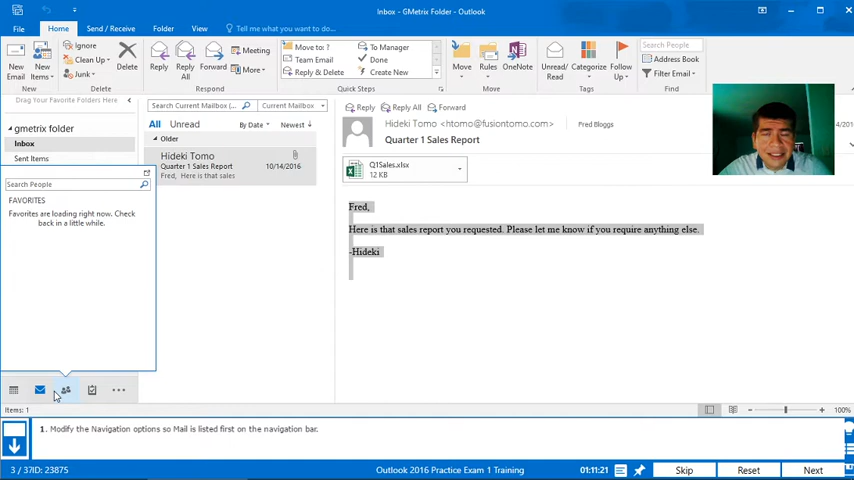 Inbox - GMetrix Folder - Outlook
File Home Send / Receive Folder View Tell me what you want to do...
New Email
New Items
Ignore
Clean Up
Junk
Delete
Delete
New
Reply
Reply All
Forward
Meeting
More
Respond
Move to: ?
Team Email
Reply & Delete
To Manager
Done
Create New
Quick Steps
Move
Rules
OneNote
Move
Unread/ Read
Categorize
Follow Up
Tags
Search People
Address Book
Filter Email
Find
Drag Your Favorite Folders Here
gmetrix folder
Inbox
Sent Items
Search People
FAVORITES
Favorites are loading right now. Check
back in a little while.
Search Current Mailbox (... Current Mailbox
All Unread By Date Newest
Older
Hideki Tomo
Quarter 1 Sales Report 10/14/2016
Fred, Here is that sales
Reply Reply All Forward
Hideki Tomo <htomo@fusiontomo.com> Fred Bloggs
Quarter 1 Sales Report
Q1Sales.xlsx
12 KB
Fred,
Here is that sales report you requested. Please let me know if you require anything else.
-Hideki
Items: 1 100%
1. Modify the Navigation options so Mail is listed first on the navigation bar.
3 / 37ID: 23875 Outlook 2016 Practice Exam 1 Training 01:11:21 Skip Reset Next